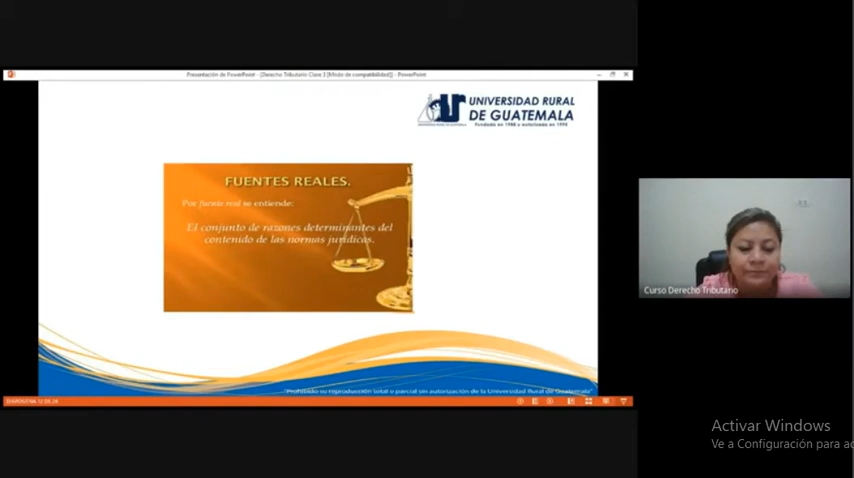 Presentación de PowerPoint - [Derecho Tributario Clase 3 [Modo de compatibilidad]] - PowerPoint
UNIVERSIDAD RURAL
DE GUATEMALA
FUENTES REALES.
Por fuente real se entiende:
El conjunto de razones determinantes del
contenido de las normas jurídicas.
"Prohibido su reproducción total o parcial sin autorización de la Universidad Rural de Guatemala"
Curso Derecho Tributario
Activar Windows
Ve a Configuración para ac